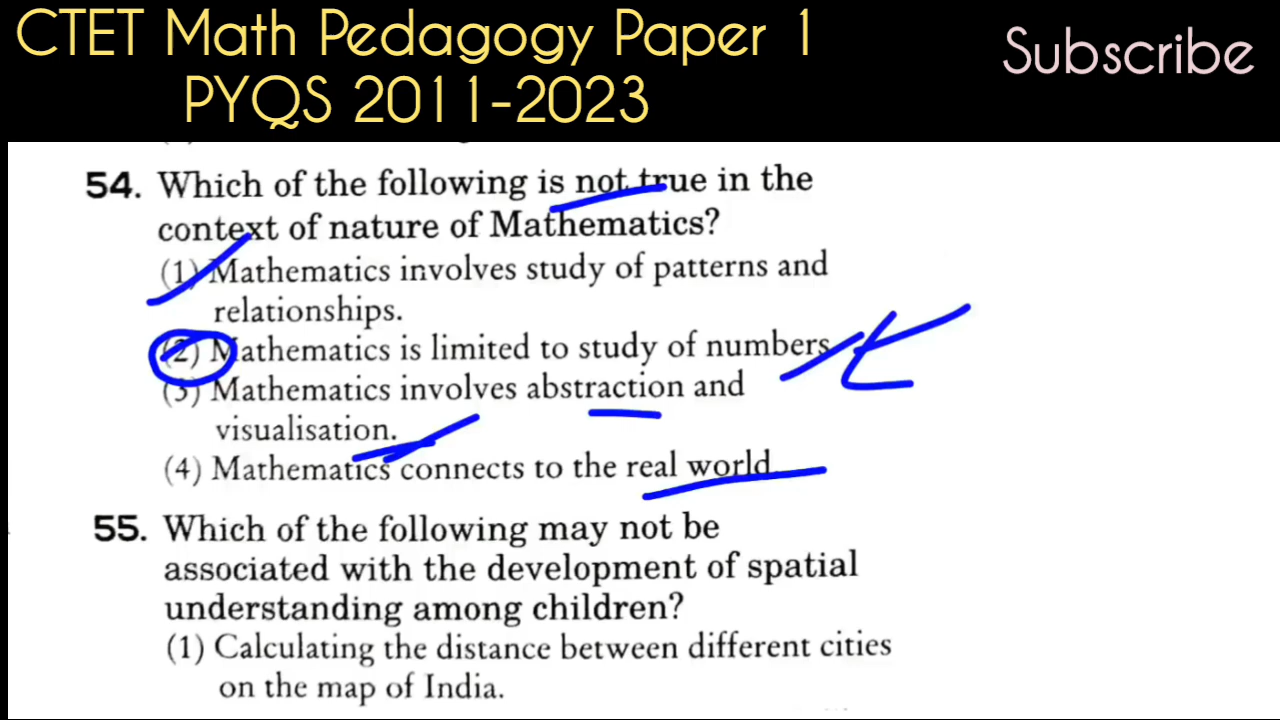 CTET Math Pedagogy Paper 1
PYQS 2011-2023
Subscribe
54. Which of the following is not true in the
context of nature of Mathematics?
(1) Mathematics involves study of patterns and
relationships.
(2) Mathematics is limited to study of numbers
(3) Mathematics involves abstraction and
visualisation.
(4) Mathematics connects to the real world.
55. Which of the following may not be
associated with the development of spatial
understanding among children?
(1) Calculating the distance between different cities
on the map of India.